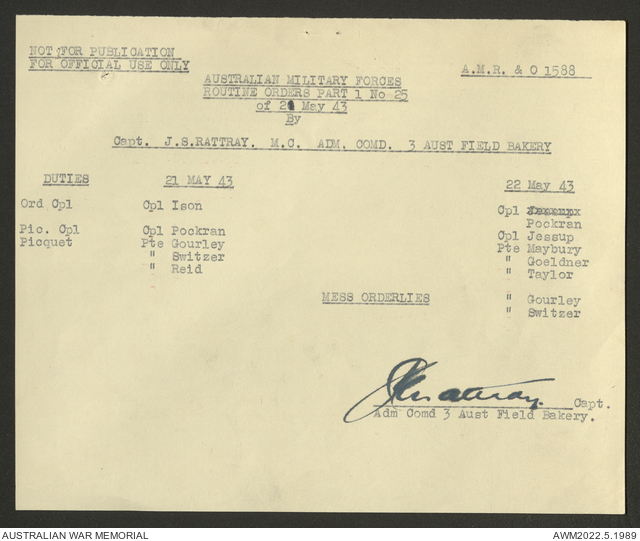 NOT FOR PUBLICATION
FOR OFFICIAL USE ONLY
A.M.R. & O 1588
AUSTRALIAN MILITARY FORCES
ROUTINE ORDERS PART 1 No 25
of May 43
By
Capt. J.S.RATTRAY. M.C. ADM. COMD. 3 AUST FIELD BAKERY
DUTIES 21 MAY 43 22 May 43
Ord Cpl Cpl Ison Cpl
Pockran
Pic. Cpl Cpl Pockran Cpl Jessup
Picquet Pte Gourley Pte Maybury
" Switzer " Goeldner
" Reid " Taylor
MESS ORDERLIES " Gourley
" Switzer
JSRattray. Capt.
Adm Comd 3 Aust Field Bakery.
AUSTRALIAN WAR MEMORIAL AWM2022.5.1989